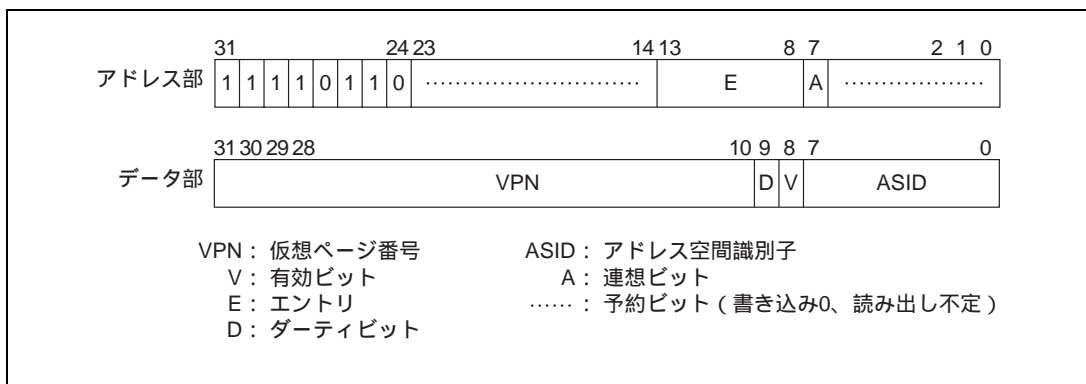 31 24 23 14 13 8 7 2 1 0
アドレス部 1 1 1 1 0 1 1 0 ………………………… E A …………………
31 30 29 28 10 9 8 7 0
データ部 VPN D V ASID
VPN： 仮想ページ番号 ASID： アドレス空間識別子
V： 有効ビット A： 連想ビット
E： エントリ ……： 予約ビット（書き込み0、読み出し不定）
D： ダーティビット